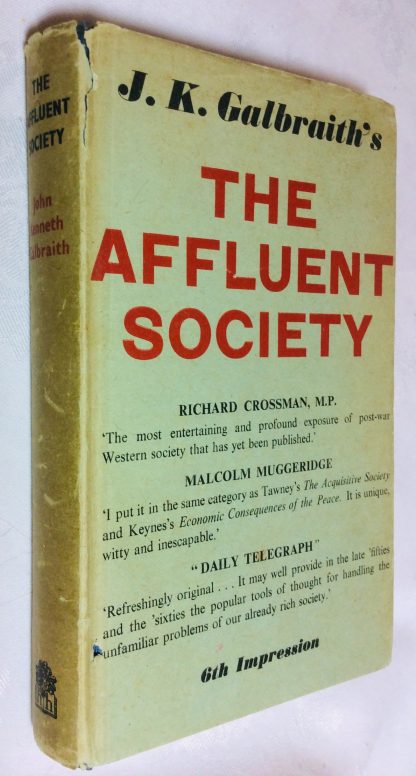 THE
AFFLUENT
SOCIETY
John
Kenneth
Galbraith
J. K. Galbraith's
THE
AFFLUENT
SOCIETY
RICHARD CROSSMAN, M.P.
'The most entertaining and profound exposure of post-war
Western society that has yet been published.'
MALCOLM MUGGERIDGE
'I put it in the same category as Tawney's The Acquisitive Society
and Keynes's Economic Consequences of the Peace. It is unique,
witty and inescapable.'
"DAILY TELEGRAPH"
'Refreshingly original . . . It may well provide in the late 'fifties
and the 'sixties the popular tools of thought for handling the
unfamiliar problems of our already rich society.'
6th Impression